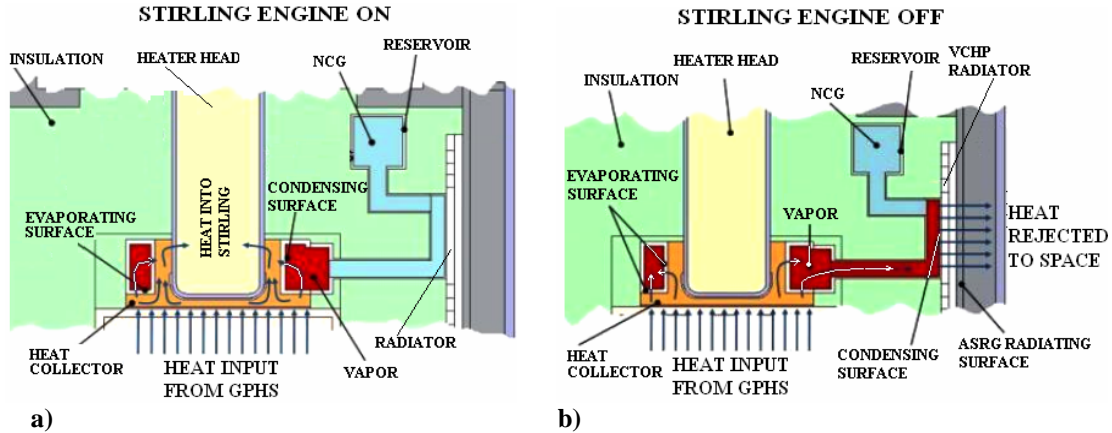 STIRLING ENGINE ON
INSULATION
HEATER HEAD
NCG
RESERVOIR
HEAT INTO
STIRLING
CONDENSING
SURFACE
EVAPORATING
SURFACE
HEAT
COLLECTOR
HEAT INPUT
FROM GPHS
VAPOR
RADIATOR
a)
STIRLING ENGINE OFF
INSULATION
HEATER HEAD
RESERVOIR
VCHP
RADIATOR
NCG
EVAPORATING
SURFACE
VAPOR
HEAT
REJECTED
TO SPACE
HEAT
COLLECTOR
HEAT INPUT
FROM GPHS
CONDENSING
SURFACE
ASRG RADIATING
SURFACE
b)